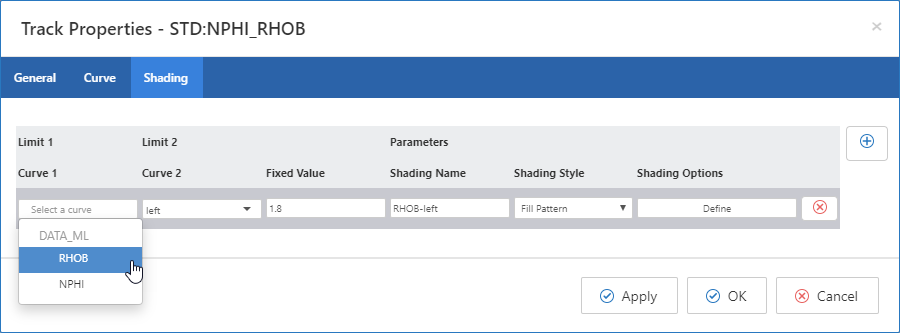 Track Properties - STD:NPHI_RHOB
×
General Curve Shading
Limit 1 Limit 2 Parameters
Curve 1 Curve 2 Fixed Value Shading Name Shading Style Shading Options
Select a curve left 1.8 RHOB-left Fill Pattern Define
DATA_ML
RHOB
NPHI
Apply OK Cancel